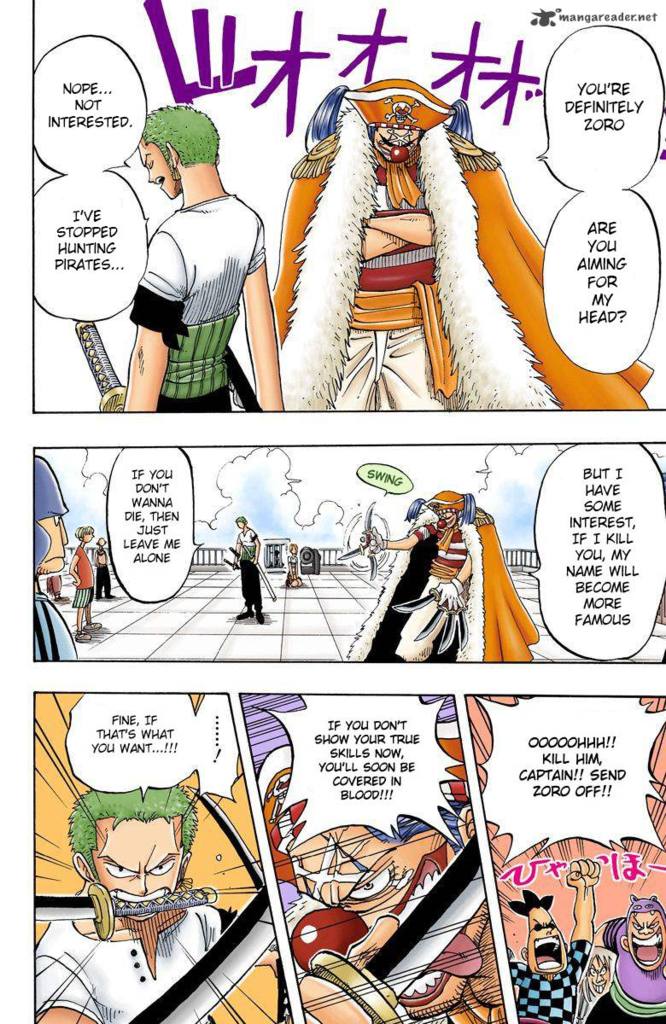 mangareader.net
ドオオオオ
YOU'RE
DEFINITELY
ZORO
ARE
YOU
AIMING
FOR
MY
HEAD?
NOPE...
NOT
INTERESTED.
I'VE
STOPPED
HUNTING
PIRATES...
BUT I
HAVE
SOME
INTEREST,
IF I KILL
YOU, MY
NAME WILL
BECOME
MORE
FAMOUS
SWING
IF YOU
DON'T
WANNA
DIE, THEN
JUST
LEAVE ME
ALONE
FINE, IF
THAT'S WHAT
YOU WANT...!!!
IF YOU DON'T
SHOW YOUR TRUE
SKILLS NOW,
YOU'LL SOON BE
COVERED IN
BLOOD!!!
OOOOOHHH!!
KILL HIM,
CAPTAIN!! SEND
ZORO OFF!!
ひゃっほー